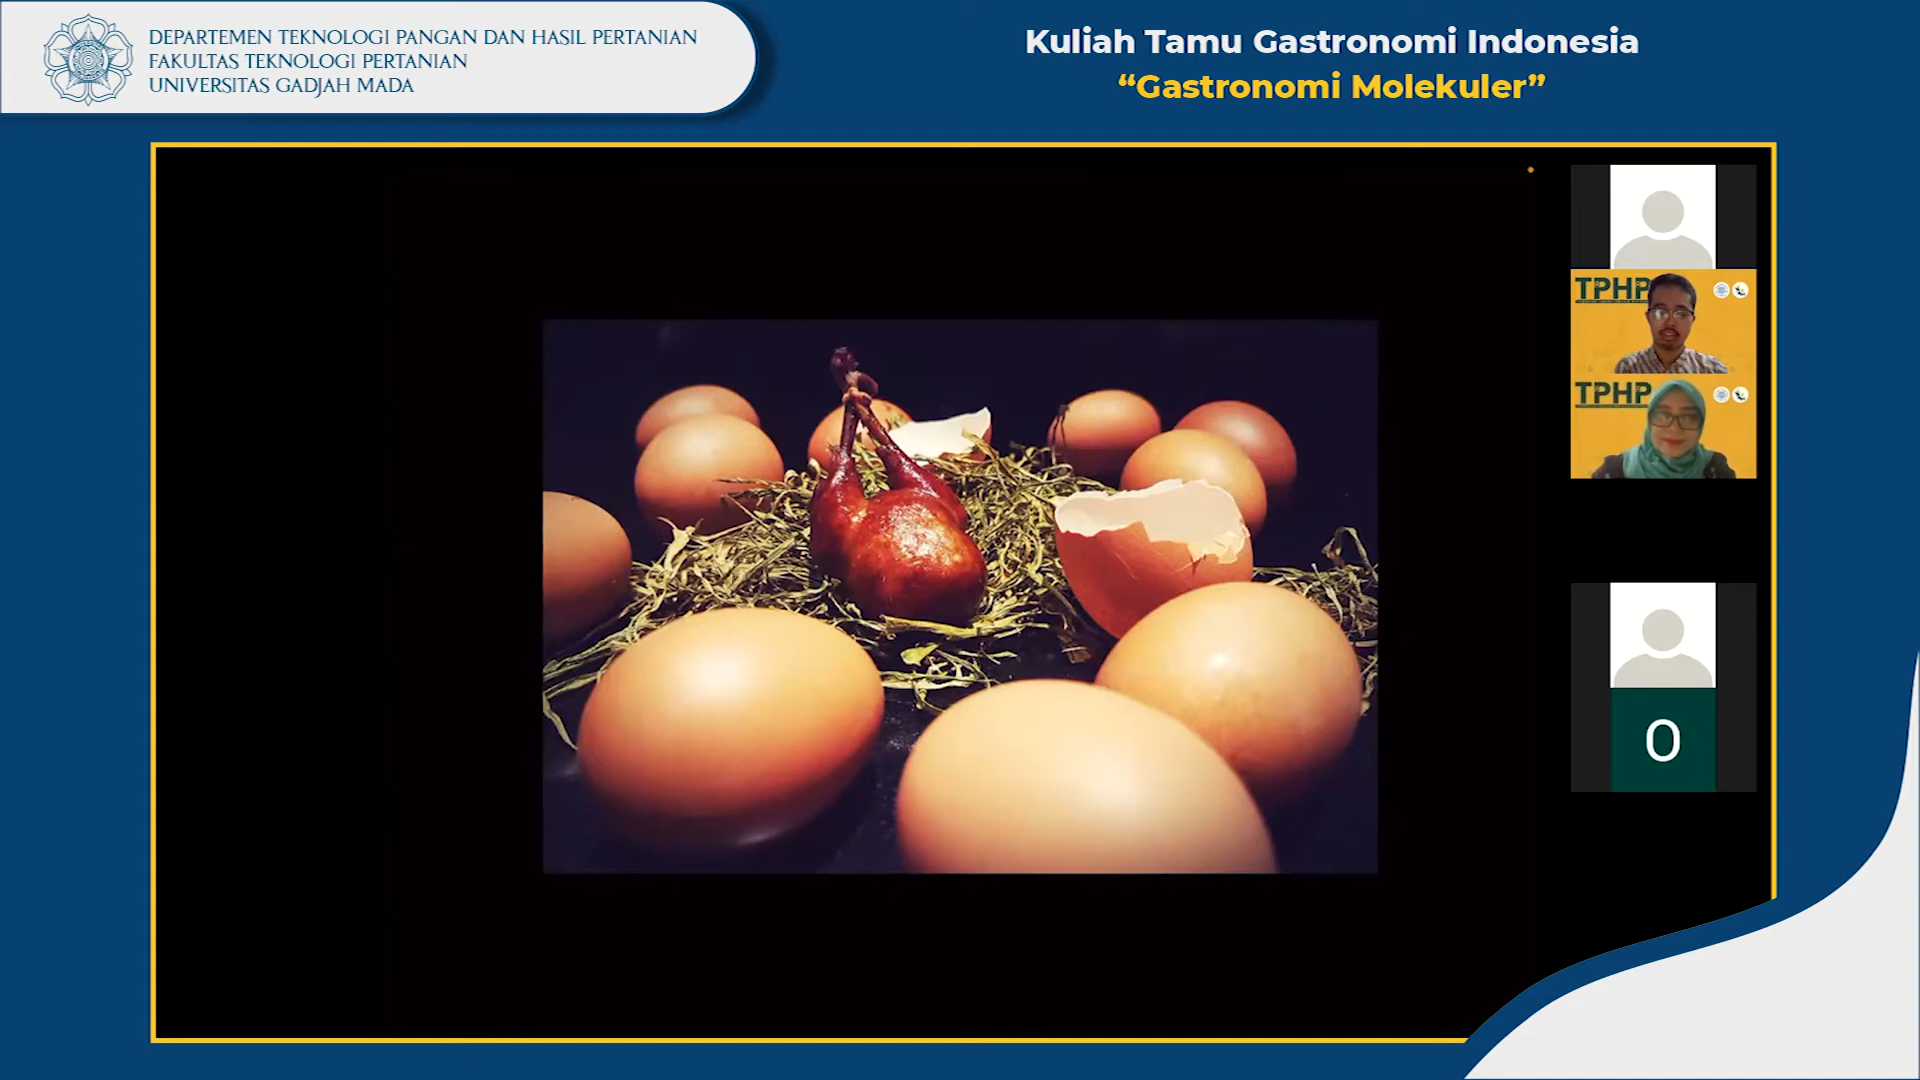 DEPARTEMEN TEKNOLOGI PANGAN DAN HASIL PERTANIAN
FAKULTAS TEKNOLOGI PERTANIAN
UNIVERSITAS GADJAH MADA
Kuliah Tamu Gastronomi Indonesia
“Gastronomi Molekuler”
TPHP
TPHP
O